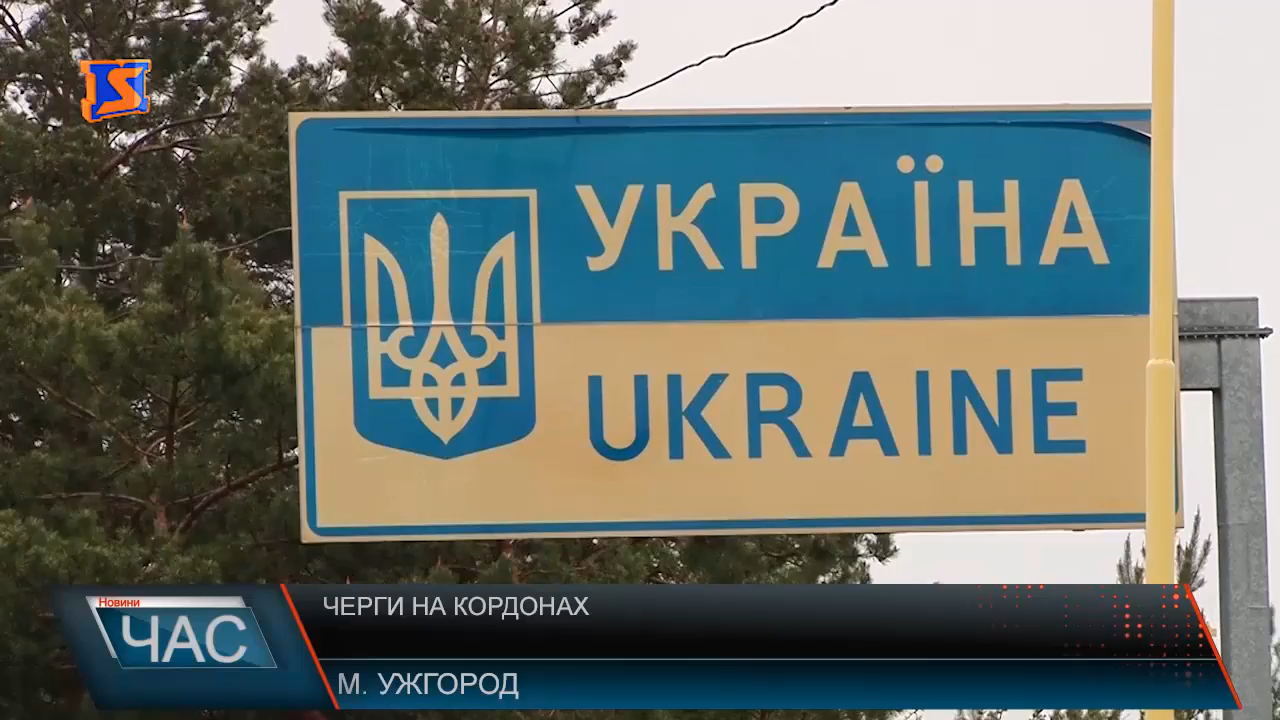 УКРАЇНА
UKRAINE
Новини
ЧАС
ЧЕРГИ НА КОРДОНАХ
М. УЖГОРОД